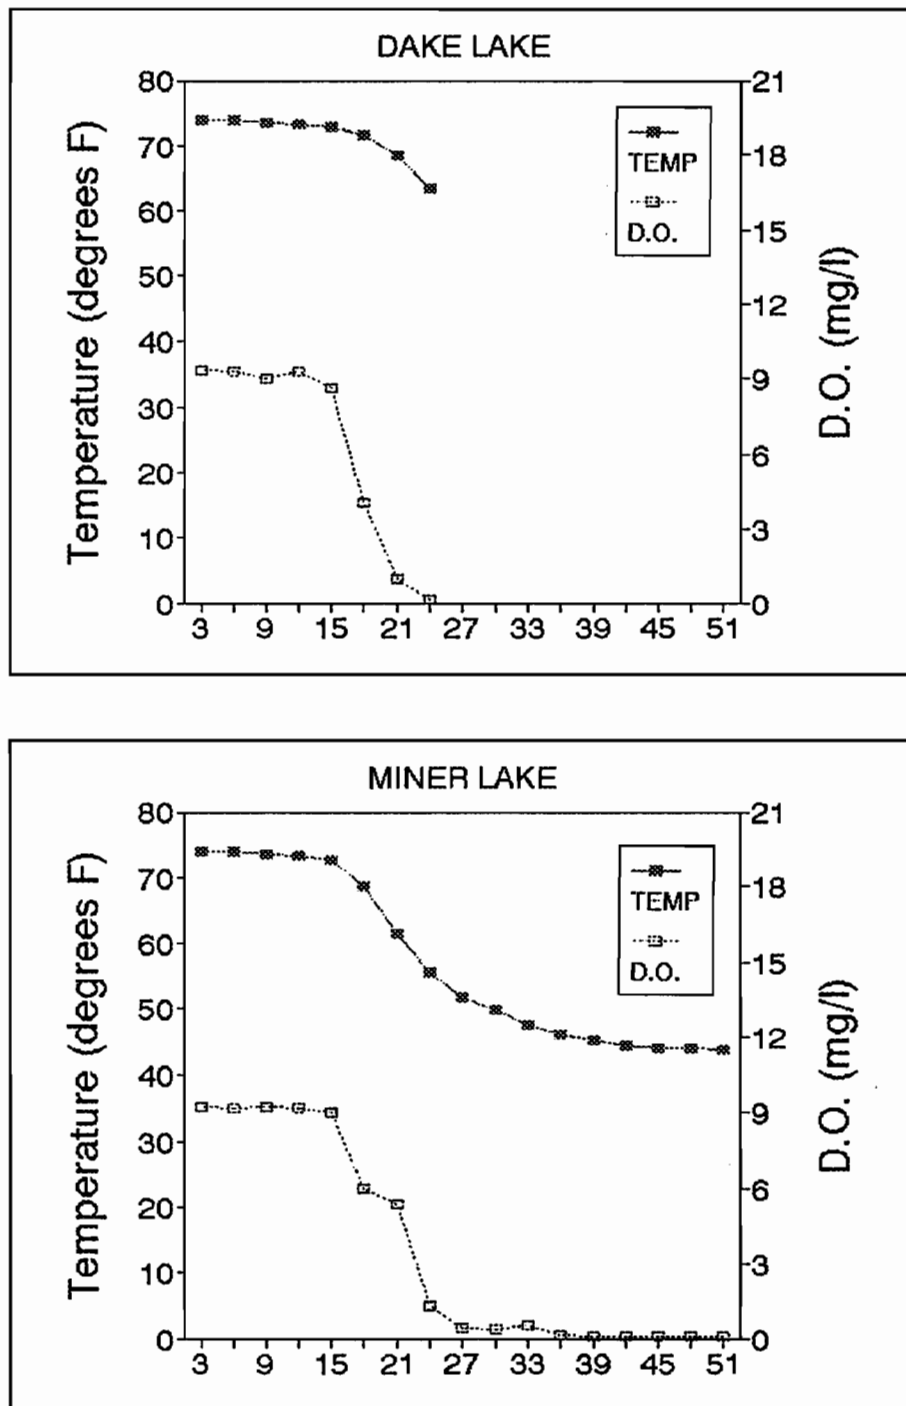 DAKE LAKE
80
70
60
50
40
30
20
10
0
Temperature (degrees F)
21
18
15
12
9
6
3
0
D.O. (mg/l)
TEMP
D.O.
3 9 15 21 27 33 39 45 51
MINER LAKE
80
70
60
50
40
30
20
10
0
Temperature (degrees F)
21
18
15
12
9
6
3
0
D.O. (mg/l)
TEMP
D.O.
3 9 15 21 27 33 39 45 51